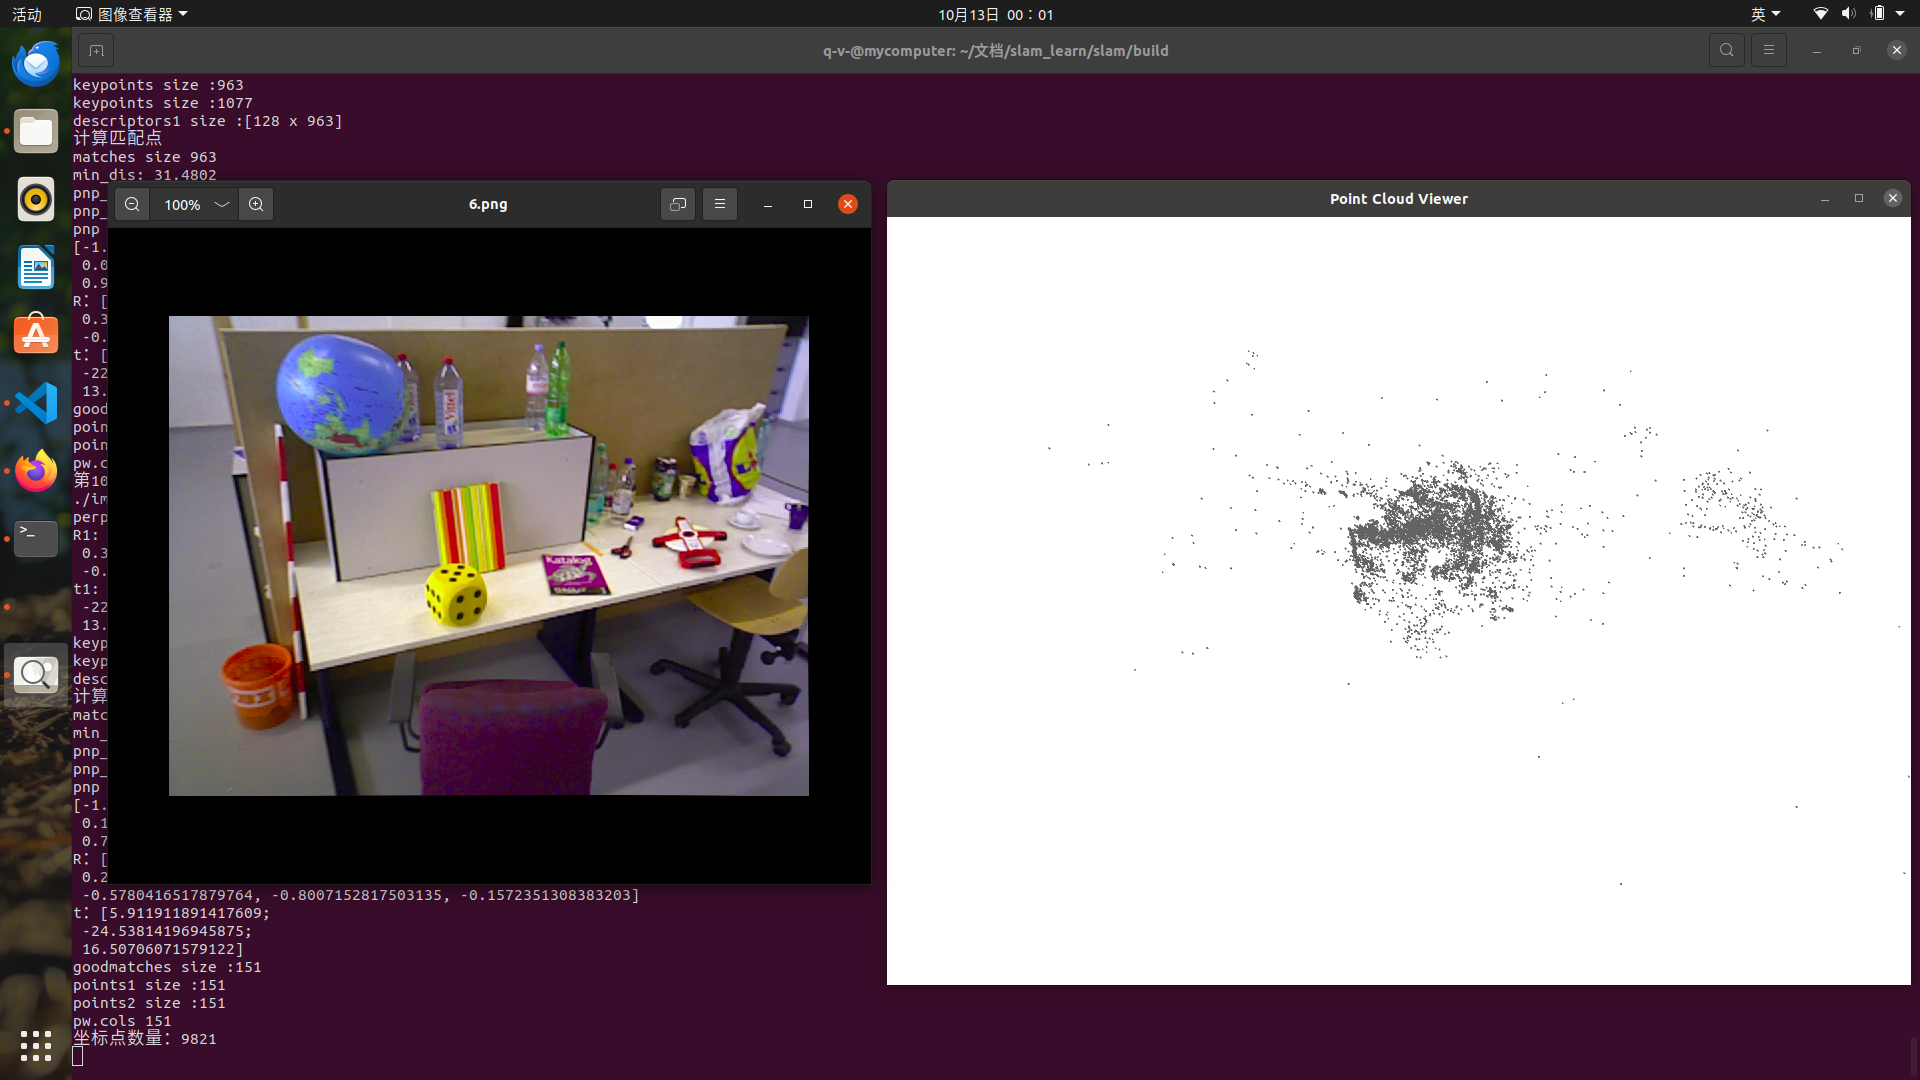 活动
图像查看器
10月13日 00：01
英
q-v-@mycomputer: ~/文档/slam_learn/slam/build
keypoints size :963
keypoints size :1077
descriptors1 size :[128 x 963]
计算匹配点
matches size 963
min_dis: 31.4802
pnp_
pnp_
pnp
[-1.
0.0
0.9
R: [
0.3
-0.
t: [
-22
13.
good
poin
poin
pw.c
第10
./im
perp
R1:
0.3
-0.
t1:
-22
13.
keyp
keyp
desc
计算
matc
min_
pnp_
pnp_
pnp
[-1.
0.1
0.7
R: [
0.2
-0.5780416517879764, -0.8007152817503135, -0.1572351308383203]
t: [5.911911891417609;
-24.53814196945875;
16.50706071579122]
goodmatches size :151
points1 size :151
points2 size :151
pw.cols 151
坐标点数量: 9821
100%
6.png
Vittel
Katalog
Point Cloud Viewer